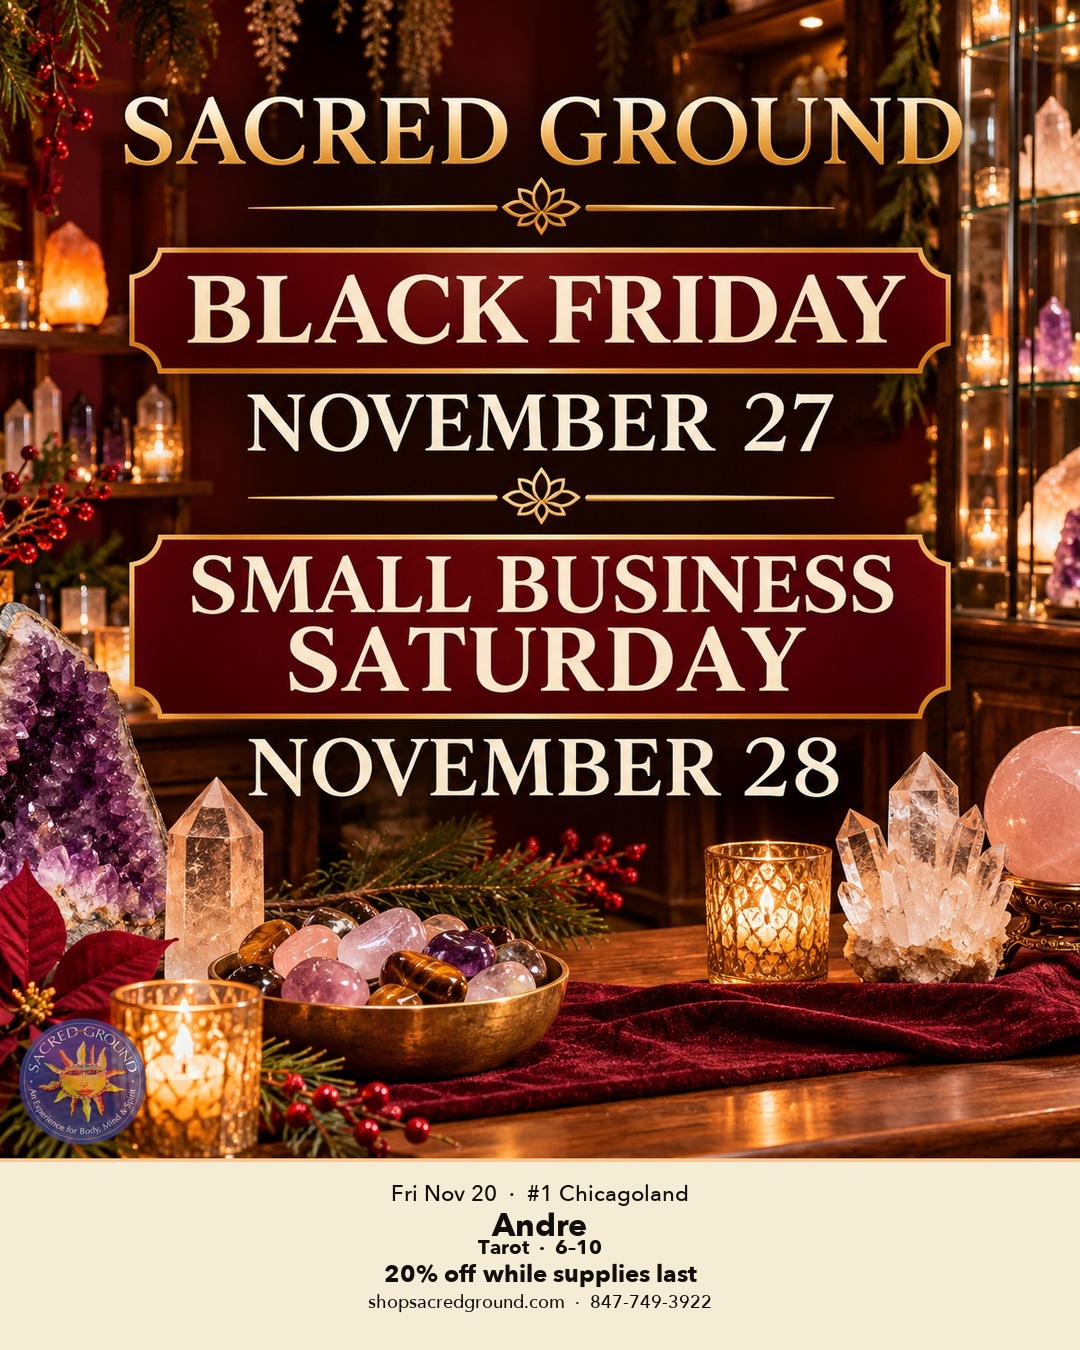 SACRED GROUND
BLACK FRIDAY
NOVEMBER 27
SMALL BUSINESS
SATURDAY
NOVEMBER 28
SACRED GROUND
An Experience for Body, Mind & Spirit
Fri Nov 20 · #1 Chicagoland
Andre
Tarot · 6–10
20% off while supplies last
shopsacredground.com · 847-749-3922